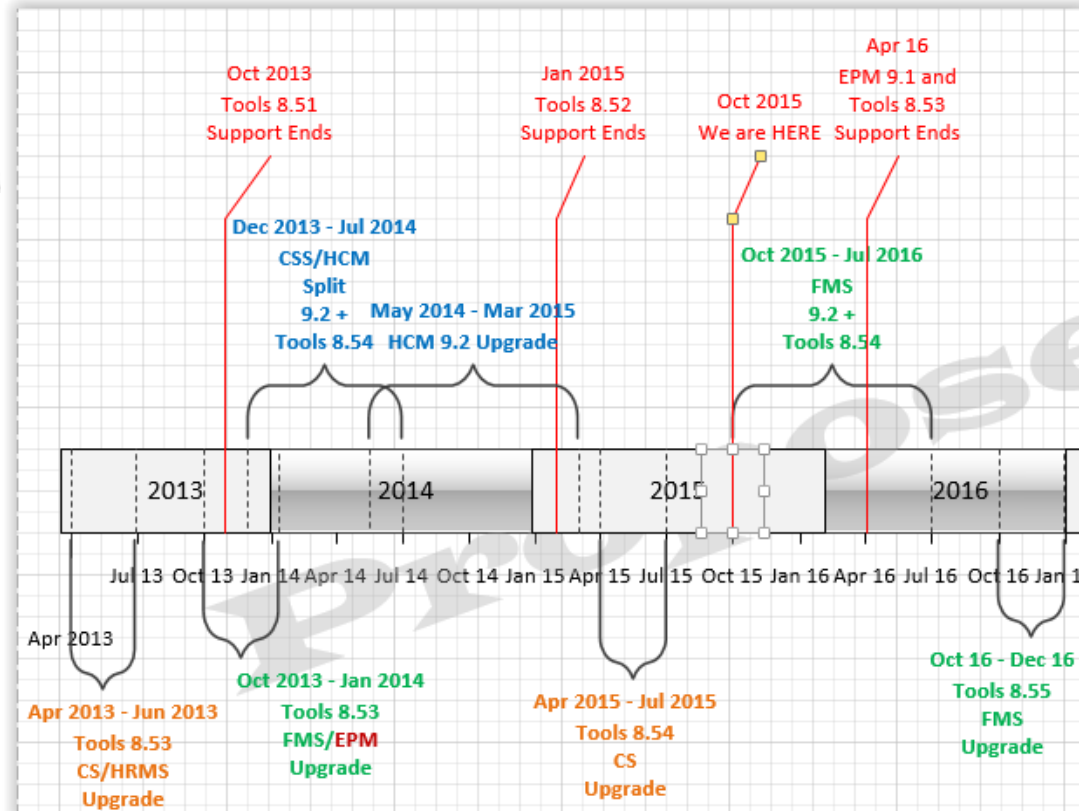 Oct 2013
Tools 8.51
Support Ends
Jan 2015
Tools 8.52
Support Ends
Oct 2015
We are HERE
Apr 16
EPM 9.1 and
Tools 8.53
Support Ends
Dec 2013 - Jul 2014
CSS/HCM
Split
9.2 +
Tools 8.54
May 2014 - Mar 2015
HCM 9.2 Upgrade
Oct 2015 - Jul 2016
FMS
9.2 +
Tools 8.54
2013 2014 2015 2016
Jul 13 Oct 13 Jan 14 Apr 14 Jul 14 Oct 14 Jan 15 Apr 15 Jul 15 Oct 15 Jan 16 Apr 16 Jul 16 Oct 16 Jan 1
Apr 2013
Apr 2013 - Jun 2013
Tools 8.53
CS/HRMS
Upgrade
Oct 2013 - Jan 2014
Tools 8.53
FMS/EPM
Upgrade
Apr 2015 - Jul 2015
Tools 8.54
CS
Upgrade
Oct 16 - Dec 16
Tools 8.55
FMS
Upgrade
Propose